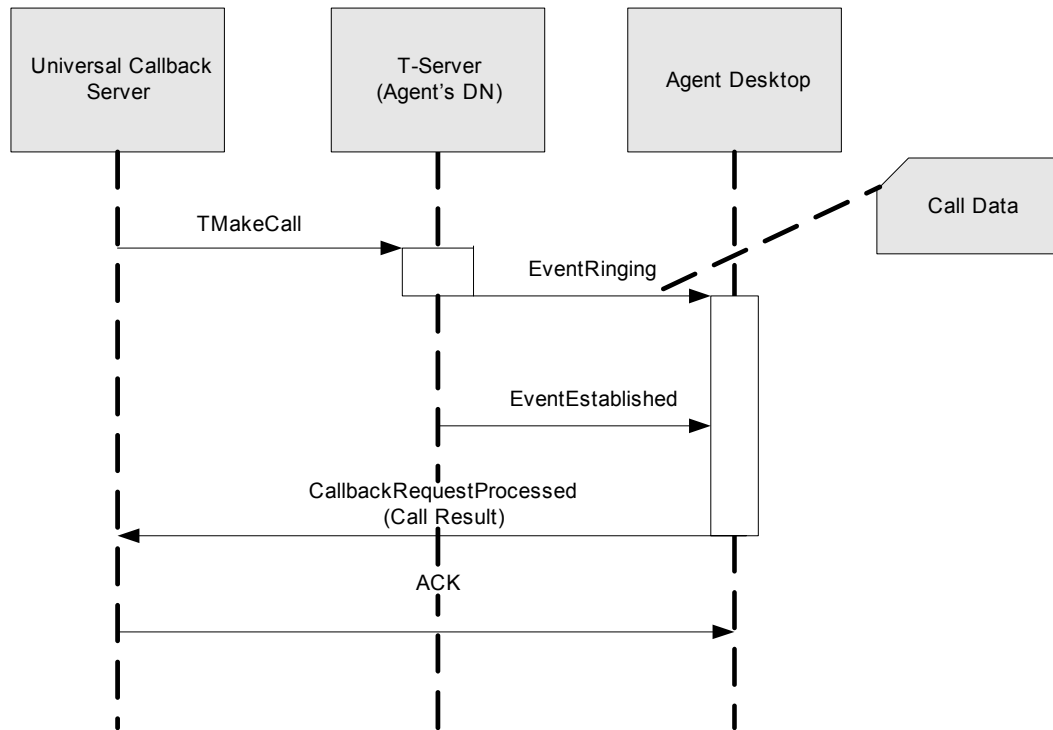 Universal Callback
Server
T-Server
(Agent's DN)
Agent Desktop
Call Data
TMakeCall
EventRinging
EventEstablished
CallbackRequestProcessed
(Call Result)
ACK